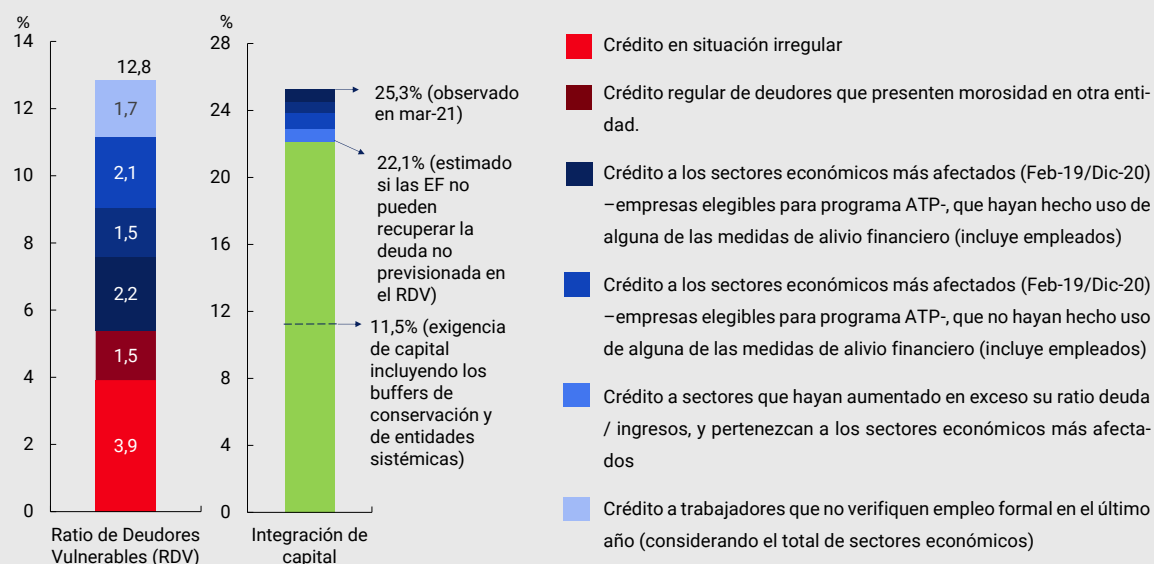 %
14
12
10
8
6
4
2
0
12,8
1,7
2,1
1,5
2,2
1,5
3,9
Ratio de Deudores
Vulnerables (RDV)
%
28
24
20
16
12
8
4
0
25,3% (observado
en mar-21)
22,1% (estimado
si las EF no
pueden
recuperar la
deuda no
previsionada en
el RDV)
11,5% (exigencia
de capital
incluyendo los
buffers de
conservación y
de entidades
sistémicas)
Integración de
capital
Crédito en situación irregular
Crédito regular de deudores que presenten morosidad en otra enti-
dad.
Crédito a los sectores económicos más afectados (Feb-19/Dic-20)
–empresas elegibles para programa ATP-, que hayan hecho uso de
alguna de las medidas de alivio financiero (incluye empleados)
Crédito a los sectores económicos más afectados (Feb-19/Dic-20)
–empresas elegibles para programa ATP-, que no hayan hecho uso
de alguna de las medidas de alivio financiero (incluye empleados)
Crédito a sectores que hayan aumentado en exceso su ratio deuda
/ ingresos, y pertenezcan a los sectores económicos más afecta-
dos
Crédito a trabajadores que no verifiquen empleo formal en el último
año (considerando el total de sectores económicos)